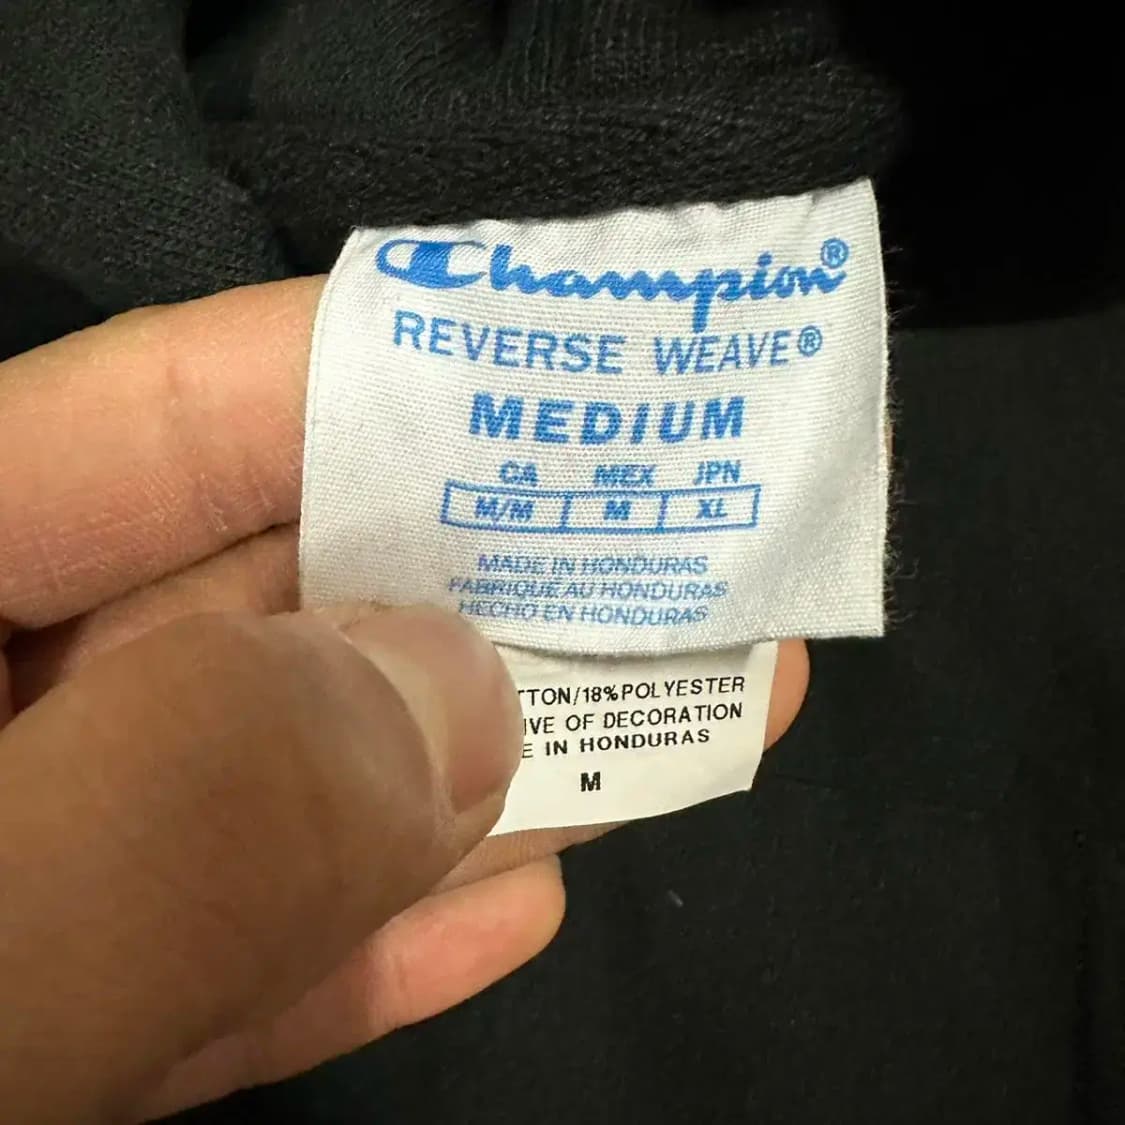 Champion®
REVERSE WEAVE®
MEDIUM
CA MEX JPN
M/M M XL
MADE IN HONDURAS
FABRIQUÉ AU HONDURAS
HECHO EN HONDURAS
TTON/18%POLYESTER
IVE OF DECORATION
E IN HONDURAS
M